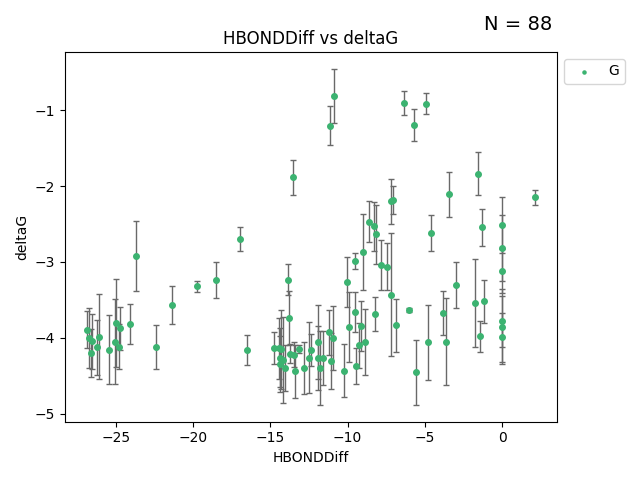 N = 88
HBONDDiff vs deltaG
G
deltaG
−1
−2
−3
−4
−5
−25
−20
−15
−10
−5
0
HBONDDiff